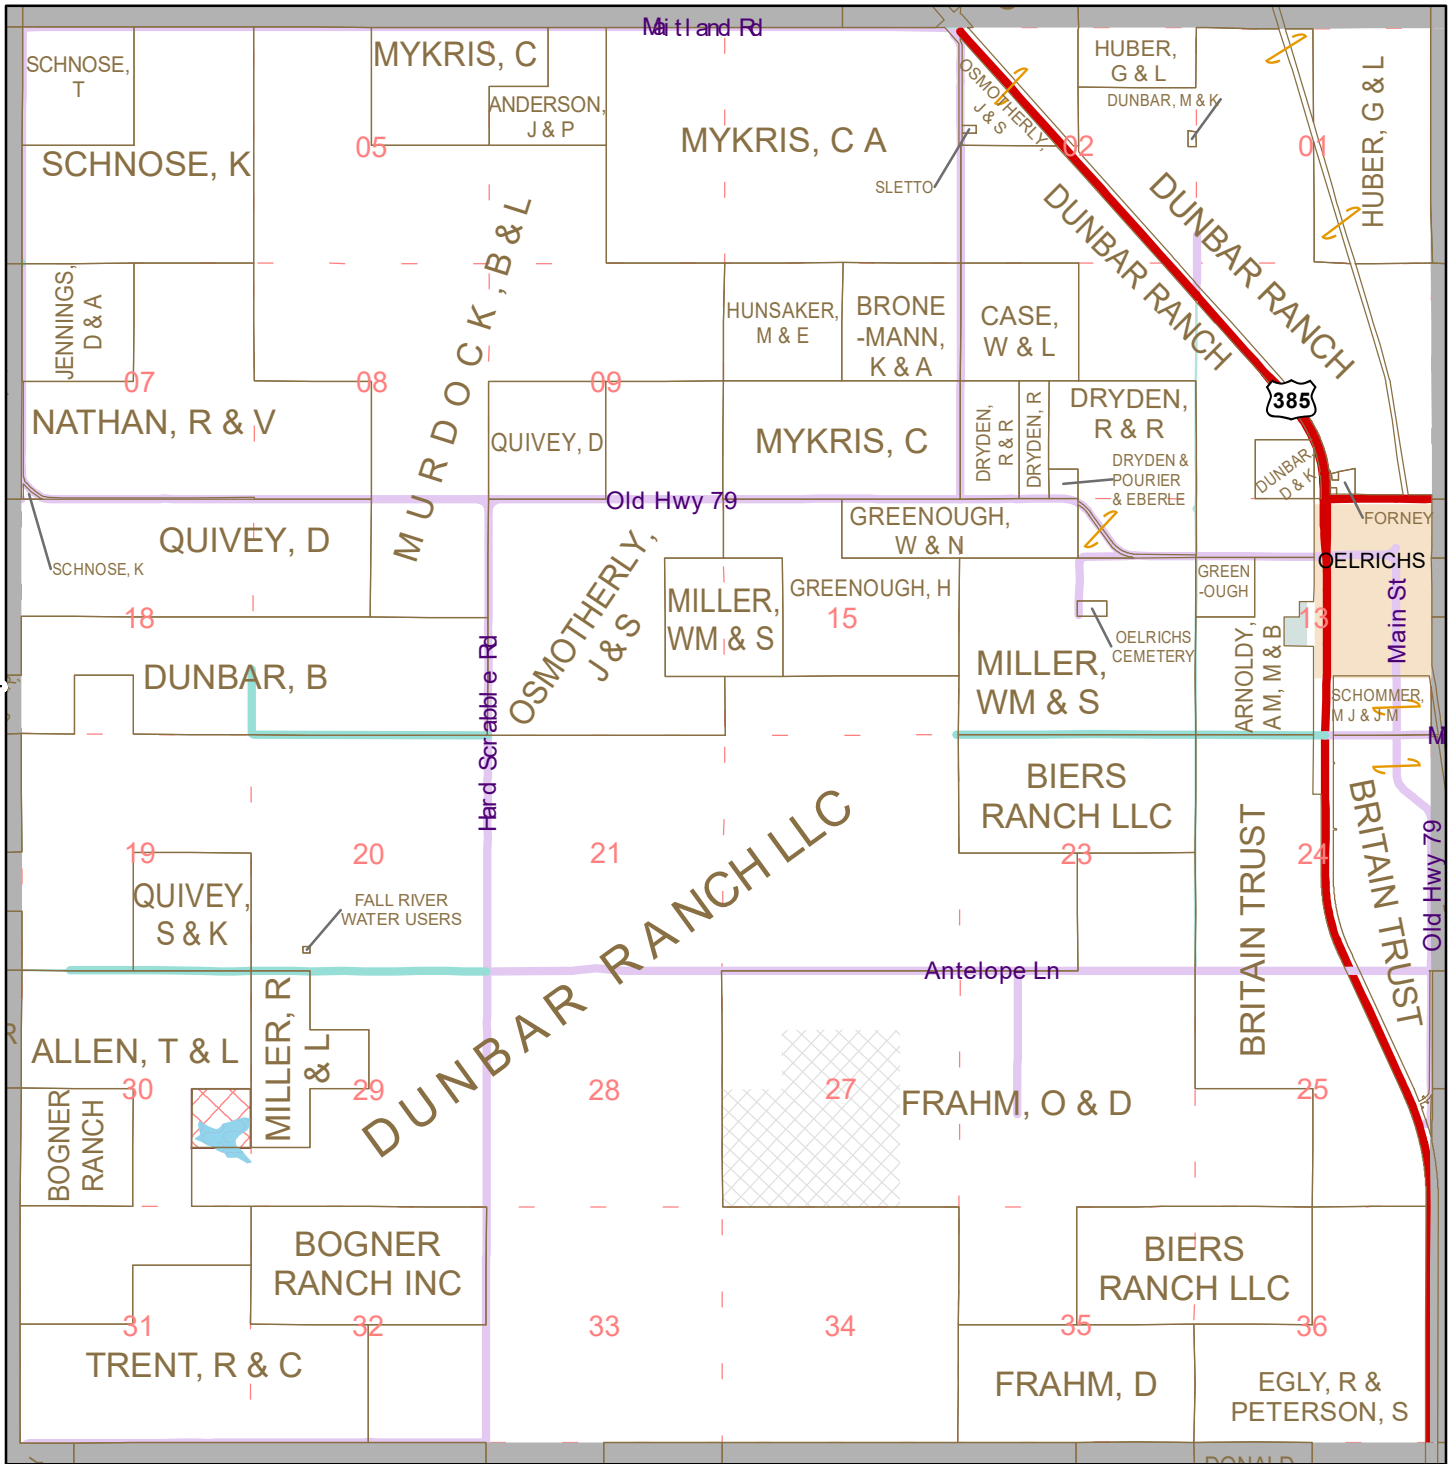 Maitland Rd
SCHNOSE,
T
MYKRIS, C
ANDERSON,
J & P
MYKRIS, C A
OSMOTHERLY,
J & S
HUBER,
G & L
DUNBAR, M & K
HUBER, G & L
SCHNOSE, K
05
02
01
SLETTO
DUNBAR RANCH
DUNBAR RANCH
JENNINGS,
D & A
MURDOCK, B & L
HUNSAKER,
M & E
BRONE
-MANN,
K & A
CASE,
W & L
07
08
09
385
NATHAN, R & V
QUIVEY, D
MYKRIS, C
DRYDEN,
R & R
DRYDEN, R
DRYDEN,
R & R
DRYDEN &
POURIER
& EBERLE
DUNBAR,
D & K
FORNEY
Old Hwy 79
QUIVEY, D
SCHNOSE, K
OSMOTHERLY,
J & S
GREENOUGH,
W & N
OELRICHS
GREEN
-OUGH
MILLER,
WM & S
GREENOUGH, H
18
15
13
Main St
OELRICHS
CEMETERY
MILLER,
WM & S
ARNOLDY,
AM, M & B
DUNBAR, B
Hard Scrabble Rd
SCHOMMER,
M J & J M
M
BIERS
RANCH LLC
BRITAIN TRUST
BRITAIN TRUST
Old Hwy 79
19
20
21
23
24
QUIVEY,
S & K
FALL RIVER
WATER USERS
DUNBAR RANCH LLC
Antelope Ln
R
ALLEN, T & L
MILLER, R
& L
30
29
28
27
25
FRAHM, O & D
BOGNER
RANCH
BOGNER
RANCH INC
BIERS
RANCH LLC
31
32
33
34
35
36
TRENT, R & C
FRAHM, D
EGLY, R &
PETERSON, S
DONALD